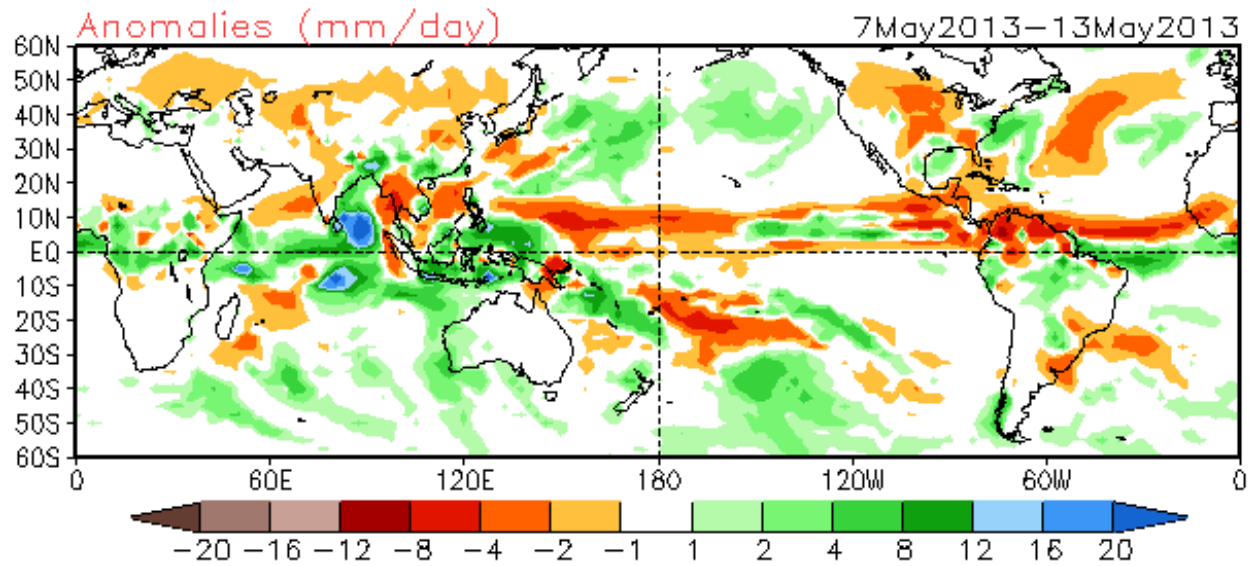 Anomalies (mm/day) 7May2013-13May2013
60N
50N
40N
30N
20N
10N
EQ
10S
20S
30S
40S
50S
60S
0 60E 120E 180 120W 60W 0
-20 -16 -12 -8 -4 -2 -1 1 2 4 8 12 16 20